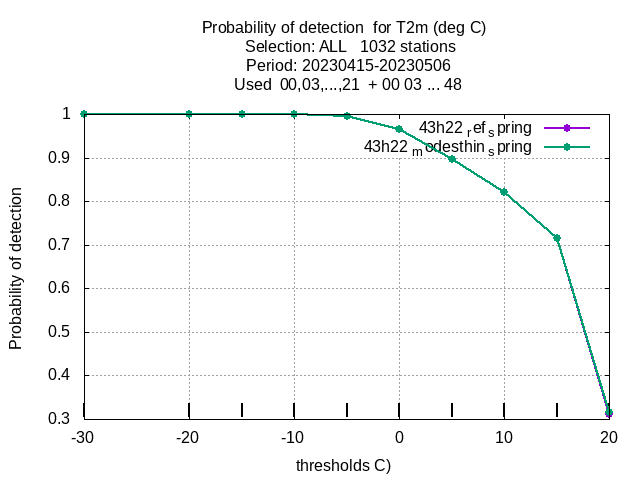 Probability of detection  for T2m (deg C)
Selection: ALL   1032 stations
Period: 20230415-20230506
Used  00,03,...,21  + 00 03 ... 48
43h22 ref spring
43h22 modesthin spring
Probability of detection
1
0.9
0.8
0.7
0.6
0.5
0.4
0.3
-30
-20
-10
0
10
20
thresholds C)